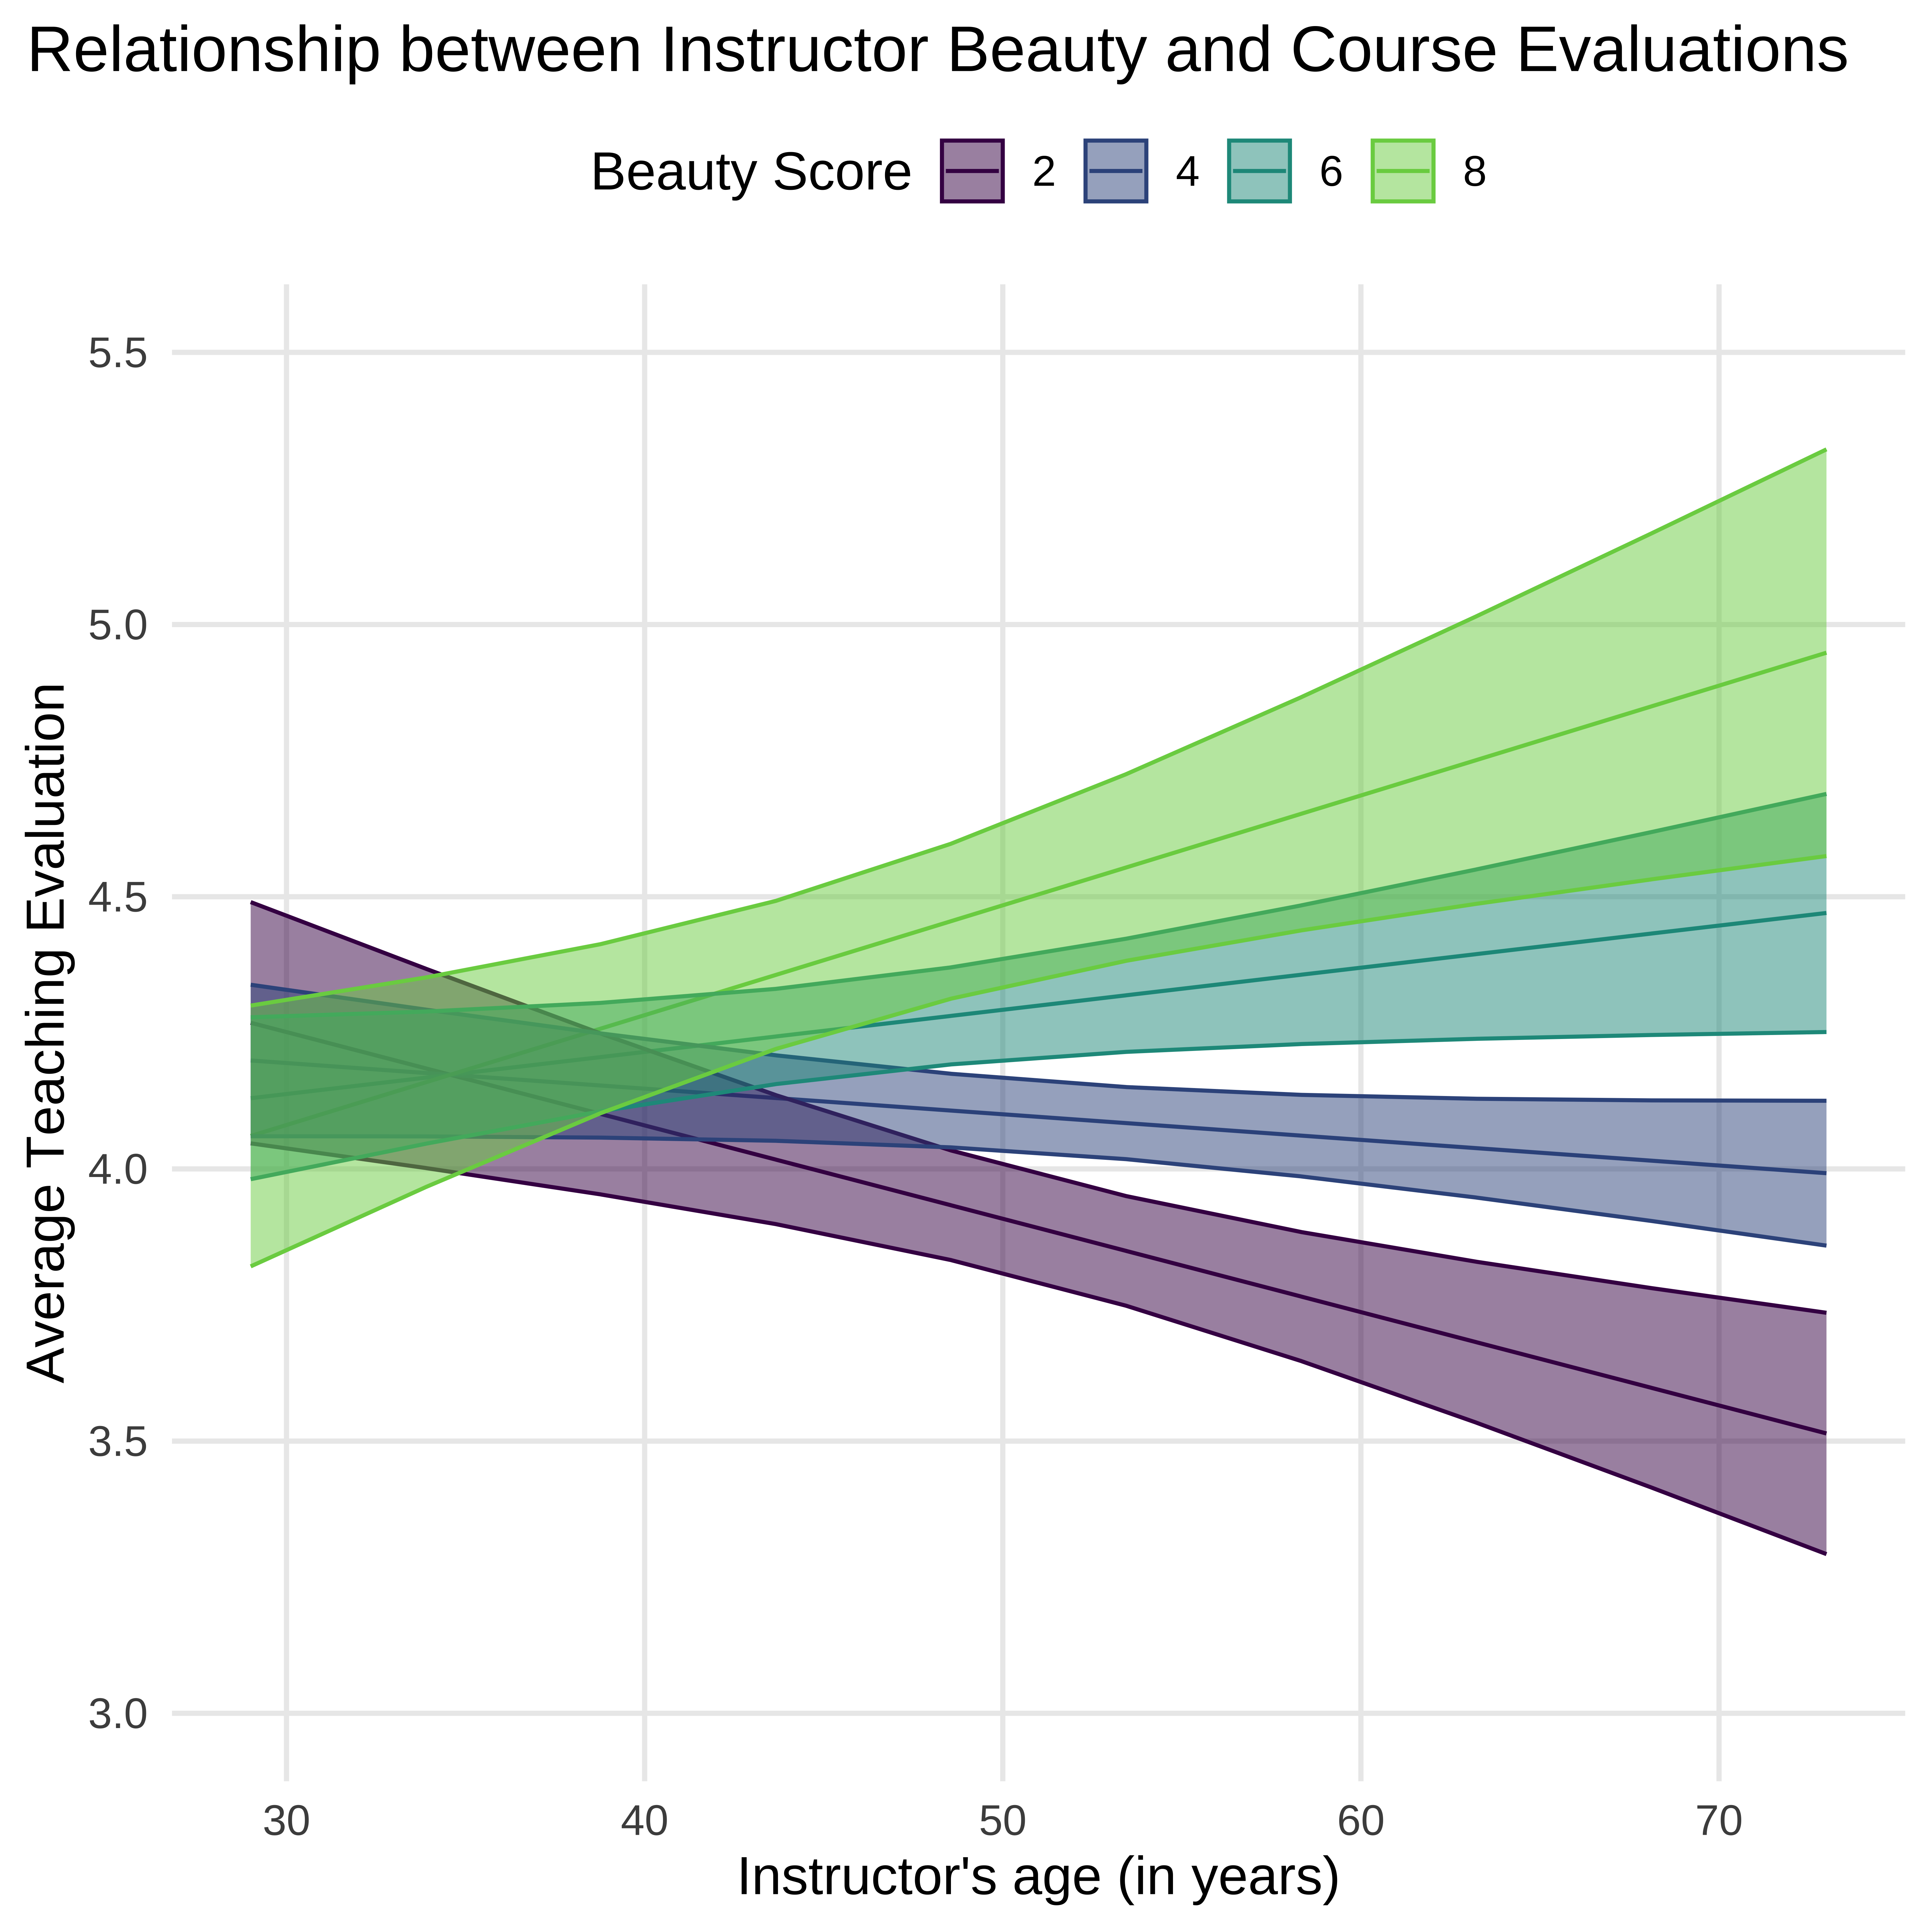 Relationship between Instructor Beauty and Course Evaluations
Beauty Score 2 4 6 8
Average Teaching Evaluation
5.5
5.0
4.5
4.0
3.5
3.0
30 40 50 60 70
Instructor's age (in years)